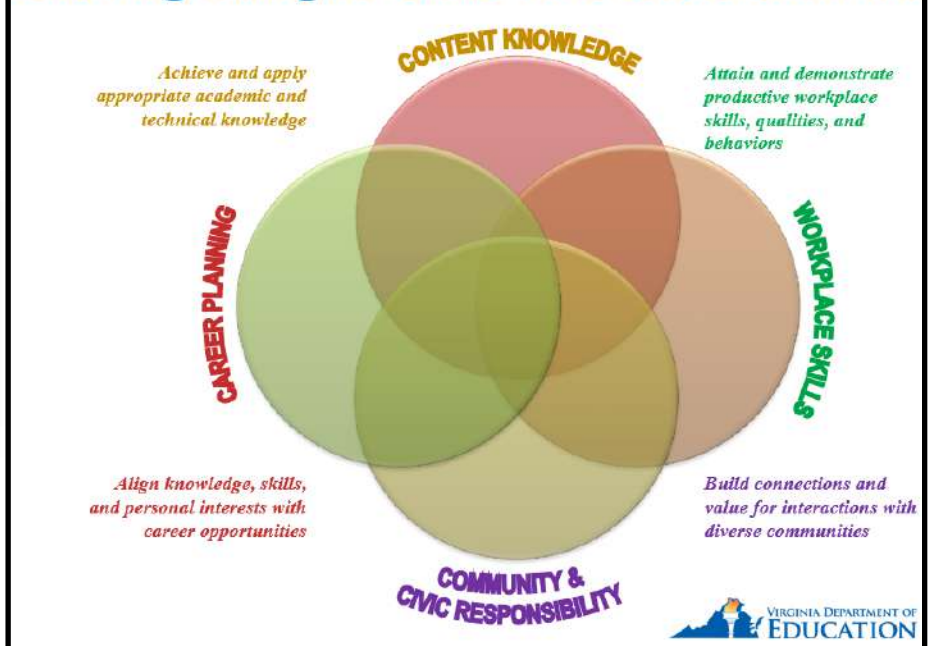 CONTENT KNOWLEDGE
Achieve and apply
appropriate academic and
technical knowledge
Attain and demonstrate
productive workplace
skills, qualities, and
behaviors
CAREER PLANNING
WORKPLACE SKILLS
Align knowledge, skills,
and personal interests with
career opportunities
Build connections and
value for interactions with
diverse communities
COMMUNITY &
CIVIC RESPONSIBILITY
VIRGINIA DEPARTMENT OF
EDUCATION